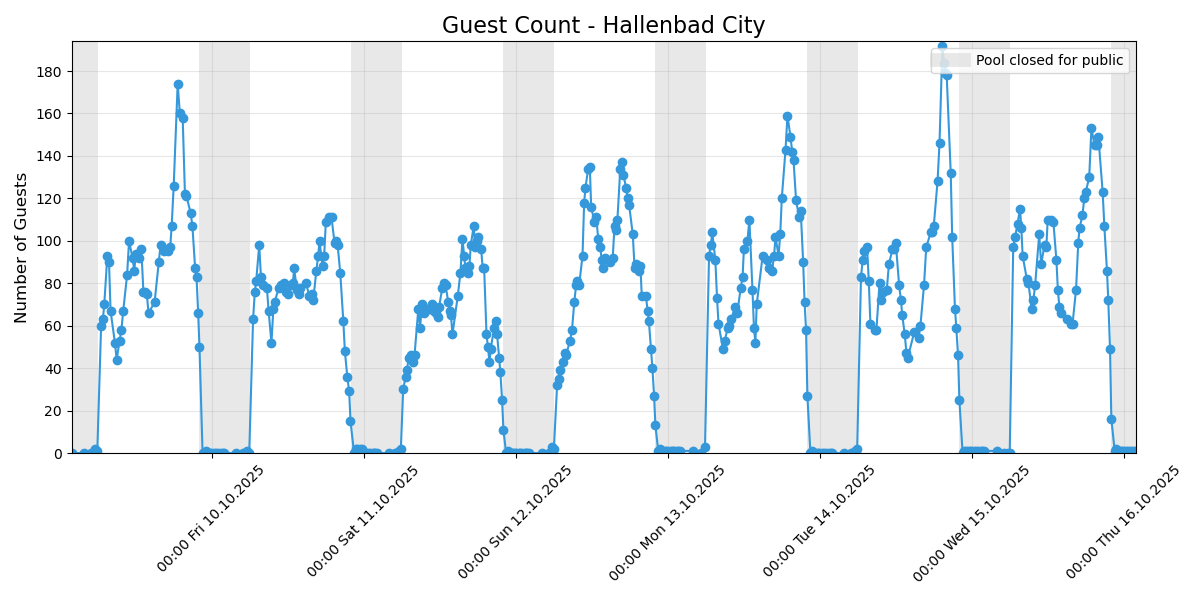 Guest Count - Hallenbad City
Pool closed for public
Number of Guests
180
160
140
120
100
80
60
40
20
0
00:00 Fri 10.10.2025
00:00 Sat 11.10.2025
00:00 Sun 12.10.2025
00:00 Mon 13.10.2025
00:00 Tue 14.10.2025
00:00 Wed 15.10.2025
00:00 Thu 16.10.2025